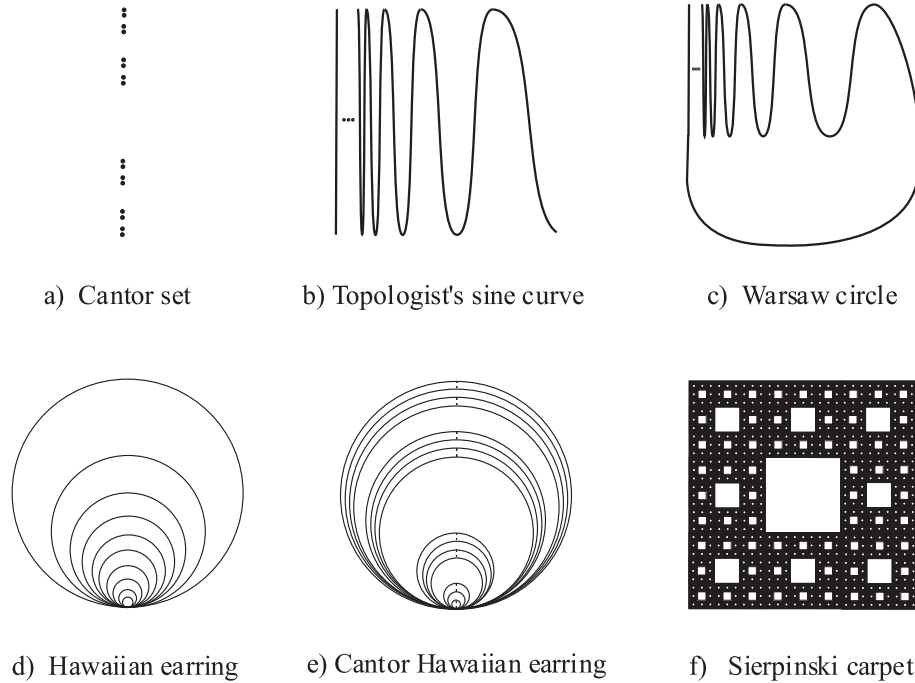 a) Cantor set
b) Topologist's sine curve
c) Warsaw circle
d) Hawaiian earring
e) Cantor Hawaiian earring
f) Sierpinski carpet